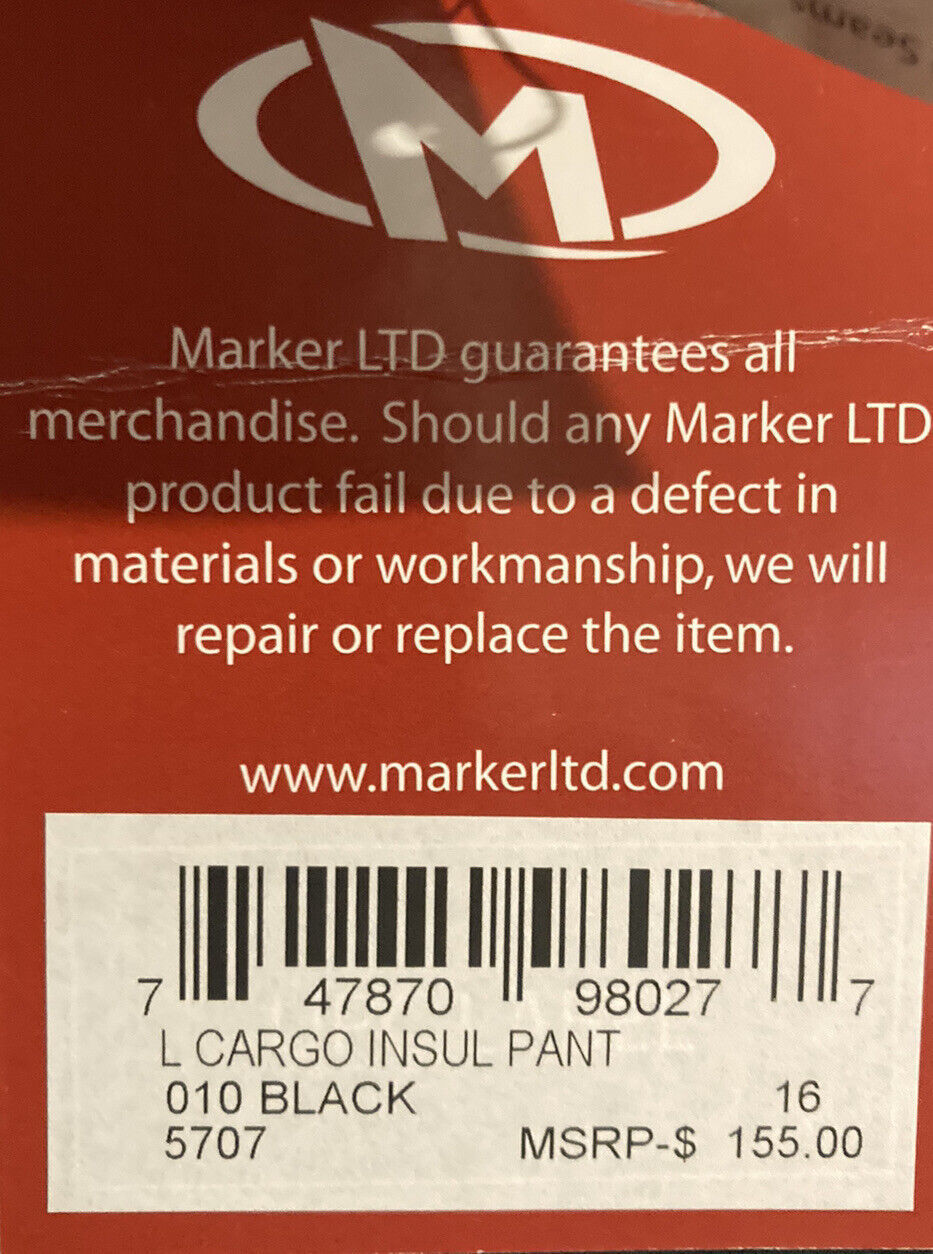 Seams
M
Marker LTD guarantees all
merchandise. Should any Marker LTD
product fail due to a defect in
materials or workmanship, we will
repair or replace the item.
www.markerltd.com
7 47870 98027 7
L CARGO INSUL PANT
010 BLACK 16
5707 MSRP-$ 155.00